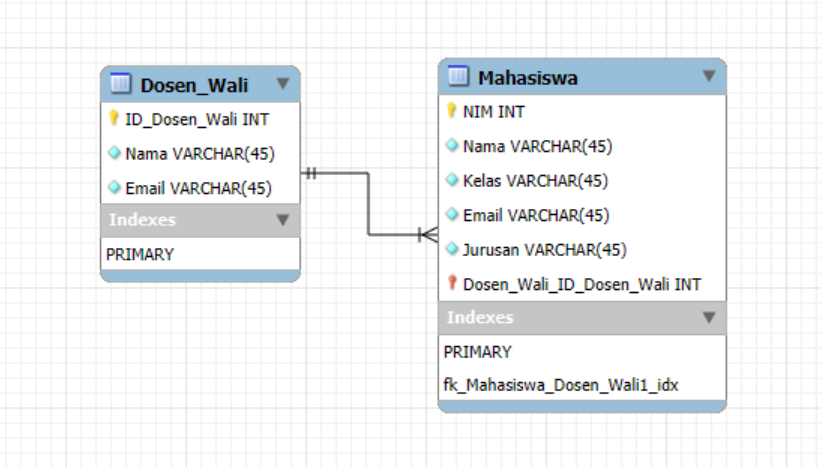 Dosen_Wali
ID_Dosen_Wali INT
Nama VARCHAR(45)
Email VARCHAR(45)
Indexes
PRIMARY
Mahasiswa
NIM INT
Nama VARCHAR(45)
Kelas VARCHAR(45)
Email VARCHAR(45)
Jurusan VARCHAR(45)
Dosen_Wali_ID_Dosen_Wali INT
Indexes
PRIMARY
fk_Mahasiswa_Dosen_Wali1_idx